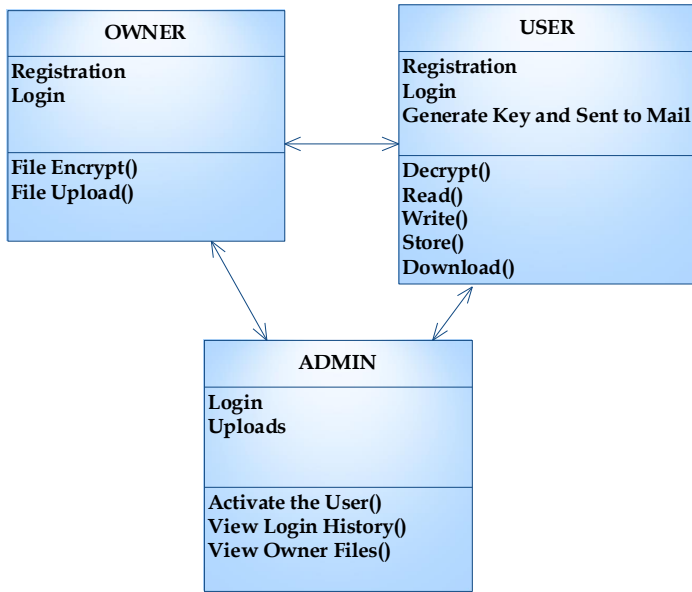 OWNER
Registration
Login
File Encrypt()
File Upload()
USER
Registration
Login
Generate Key and Sent to Mail
Decrypt()
Read()
Write()
Store()
Download()
ADMIN
Login
Uploads
Activate the User()
View Login History()
View Owner Files()